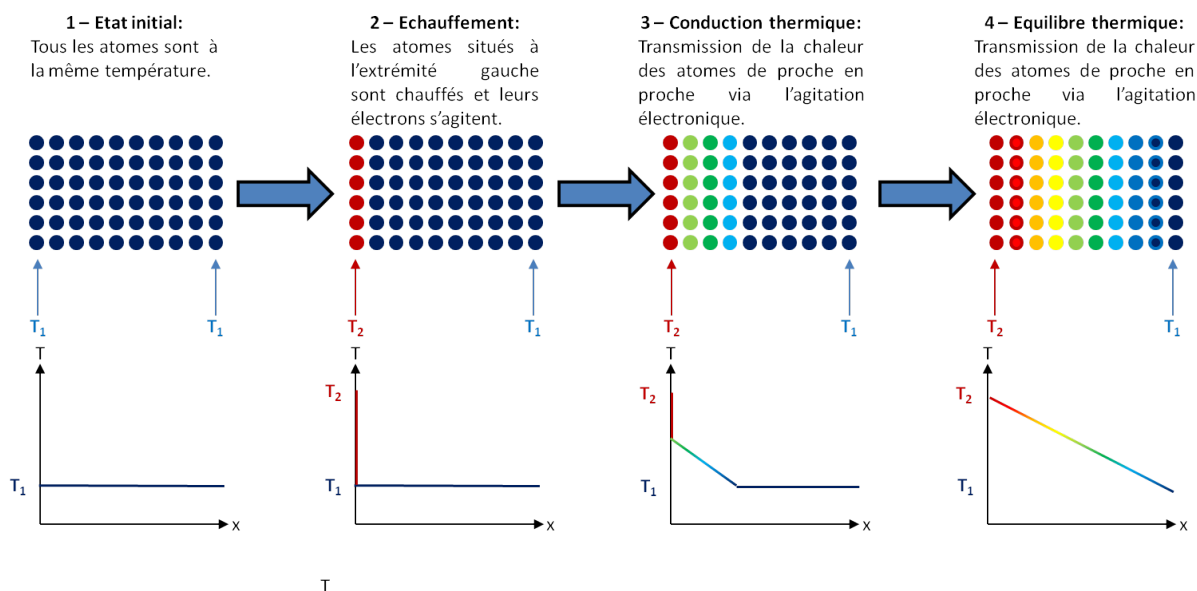 1 – Etat initial:
Tous les atomes sont à
la même température.
2 – Echauffement:
Les atomes situés à
l'extrémité gauche
sont chauffés et leurs
électrons s'agitent.
3 – Conduction thermique:
Transmission de la chaleur
des atomes de proche en
proche via l'agitation
électronique.
4 – Equilibre thermique:
Transmission de la chaleur
des atomes de proche en
proche via l'agitation
électronique.
T₁ T₁
T₂ T₁
T₂ T₁
T₂ T₁
T
T₁
x
T
T₂
T₁
x
T
T₂
T₁
x
T
T₂
T₁
x
T